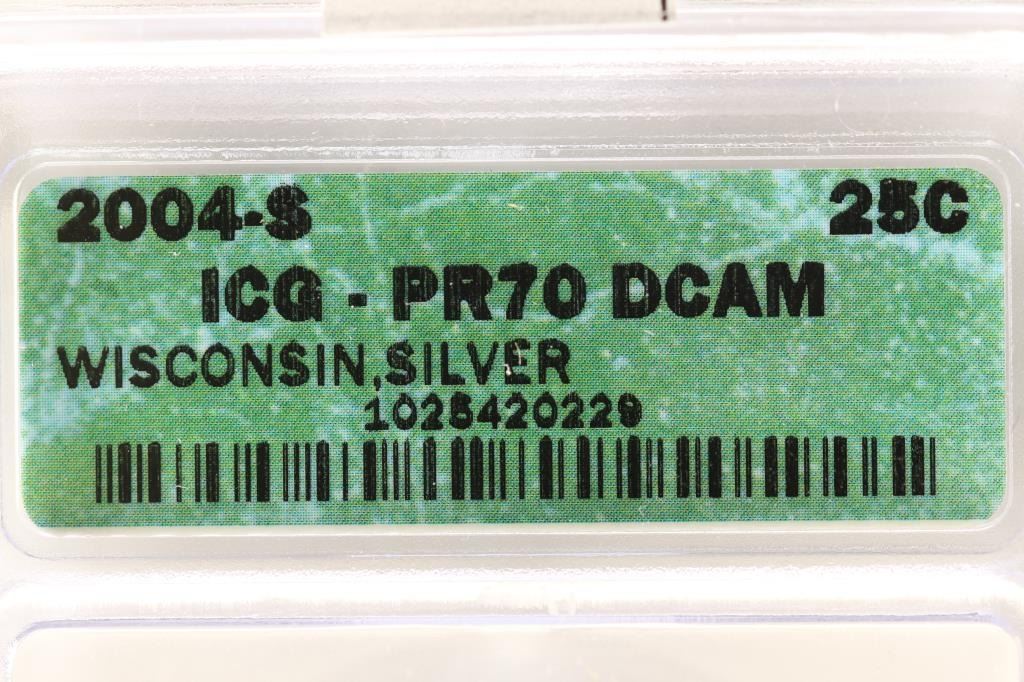 2004-S 25C
ICG - PR70 DCAM
WISCONSIN,SILVER
1025420229